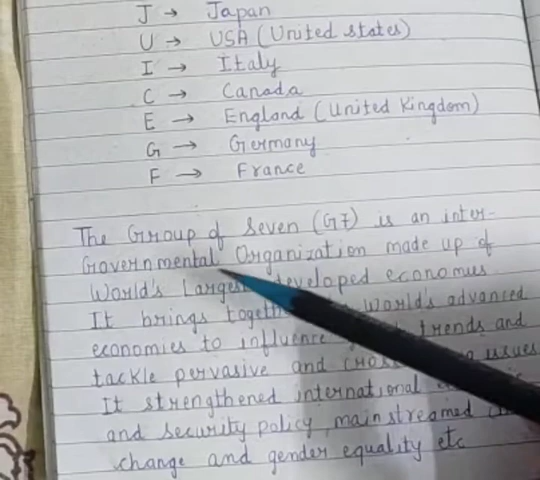 J → Japan
U → USA (United states)
I → Italy
C → Canada
E → England (United Kingdom)
G → Germany
F → France
The Group of Seven (G7) is an inter-
Governmental Organization made up of
World's Larges developed economies
It brings togeth World's advanced
economies to influence trends and
tackle pervasive and issues
It strengthened international
and security policy, mainstreamed
change and gender equality etc